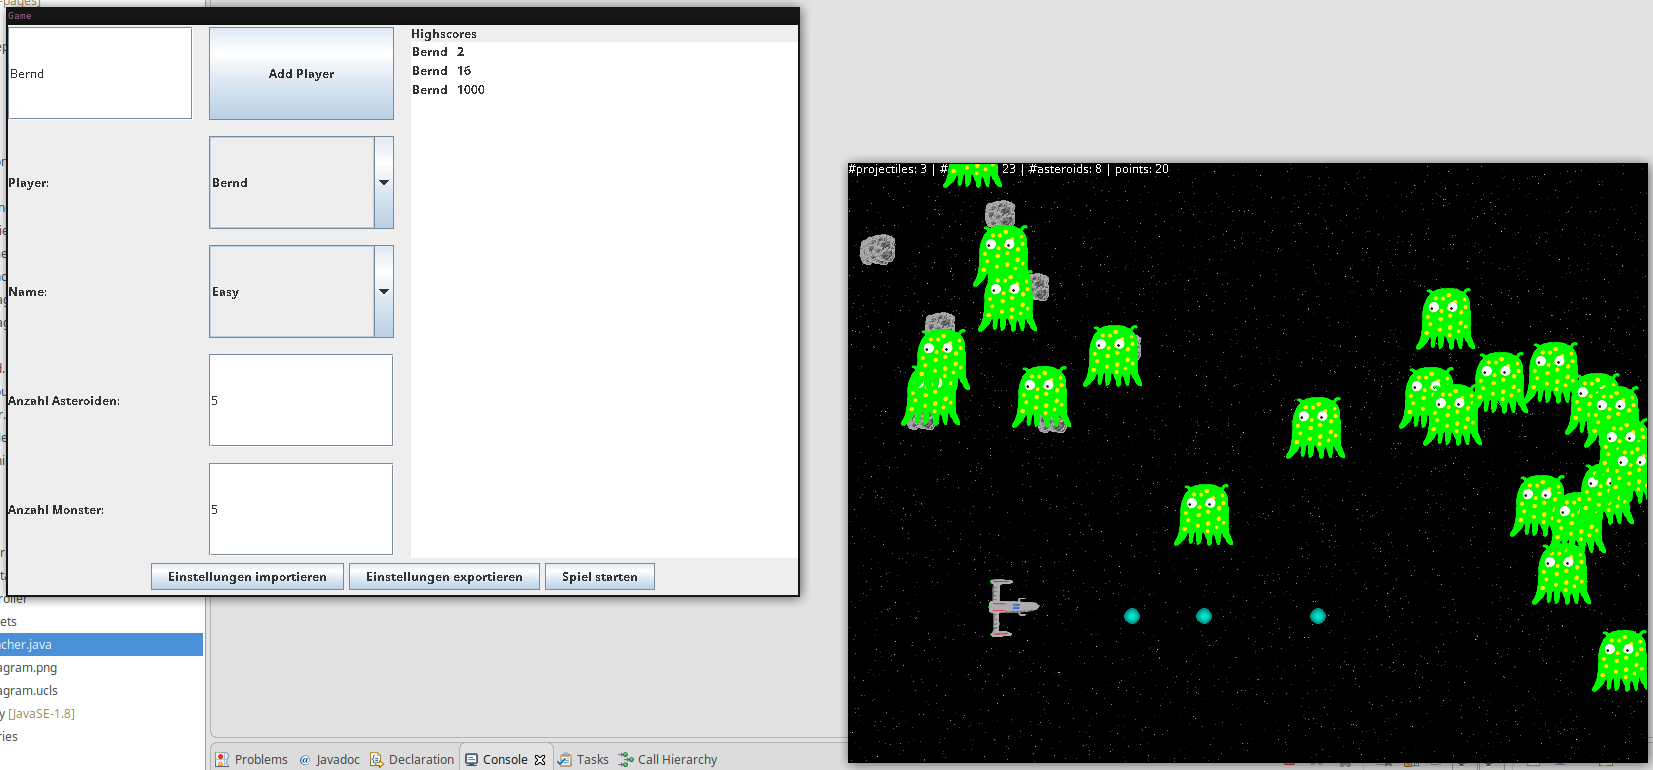 -pages]
Game
Bernd
Add Player
Highscores
Bernd 2
Bernd 16
Bernd 1000
Player:
Bernd
Name:
Easy
Anzahl Asteroiden:
5
Anzahl Monster:
5
Einstellungen importieren
Einstellungen exportieren
Spiel starten
#projectiles: 3 | # 23 | #asteroids: 8 | points: 20
roller
ets
cher.java
agram.png
agram.ucls
y [JavaSE-1.8]
ries
Problems
@ Javadoc
Declaration
Console
Tasks
Call Hierarchy